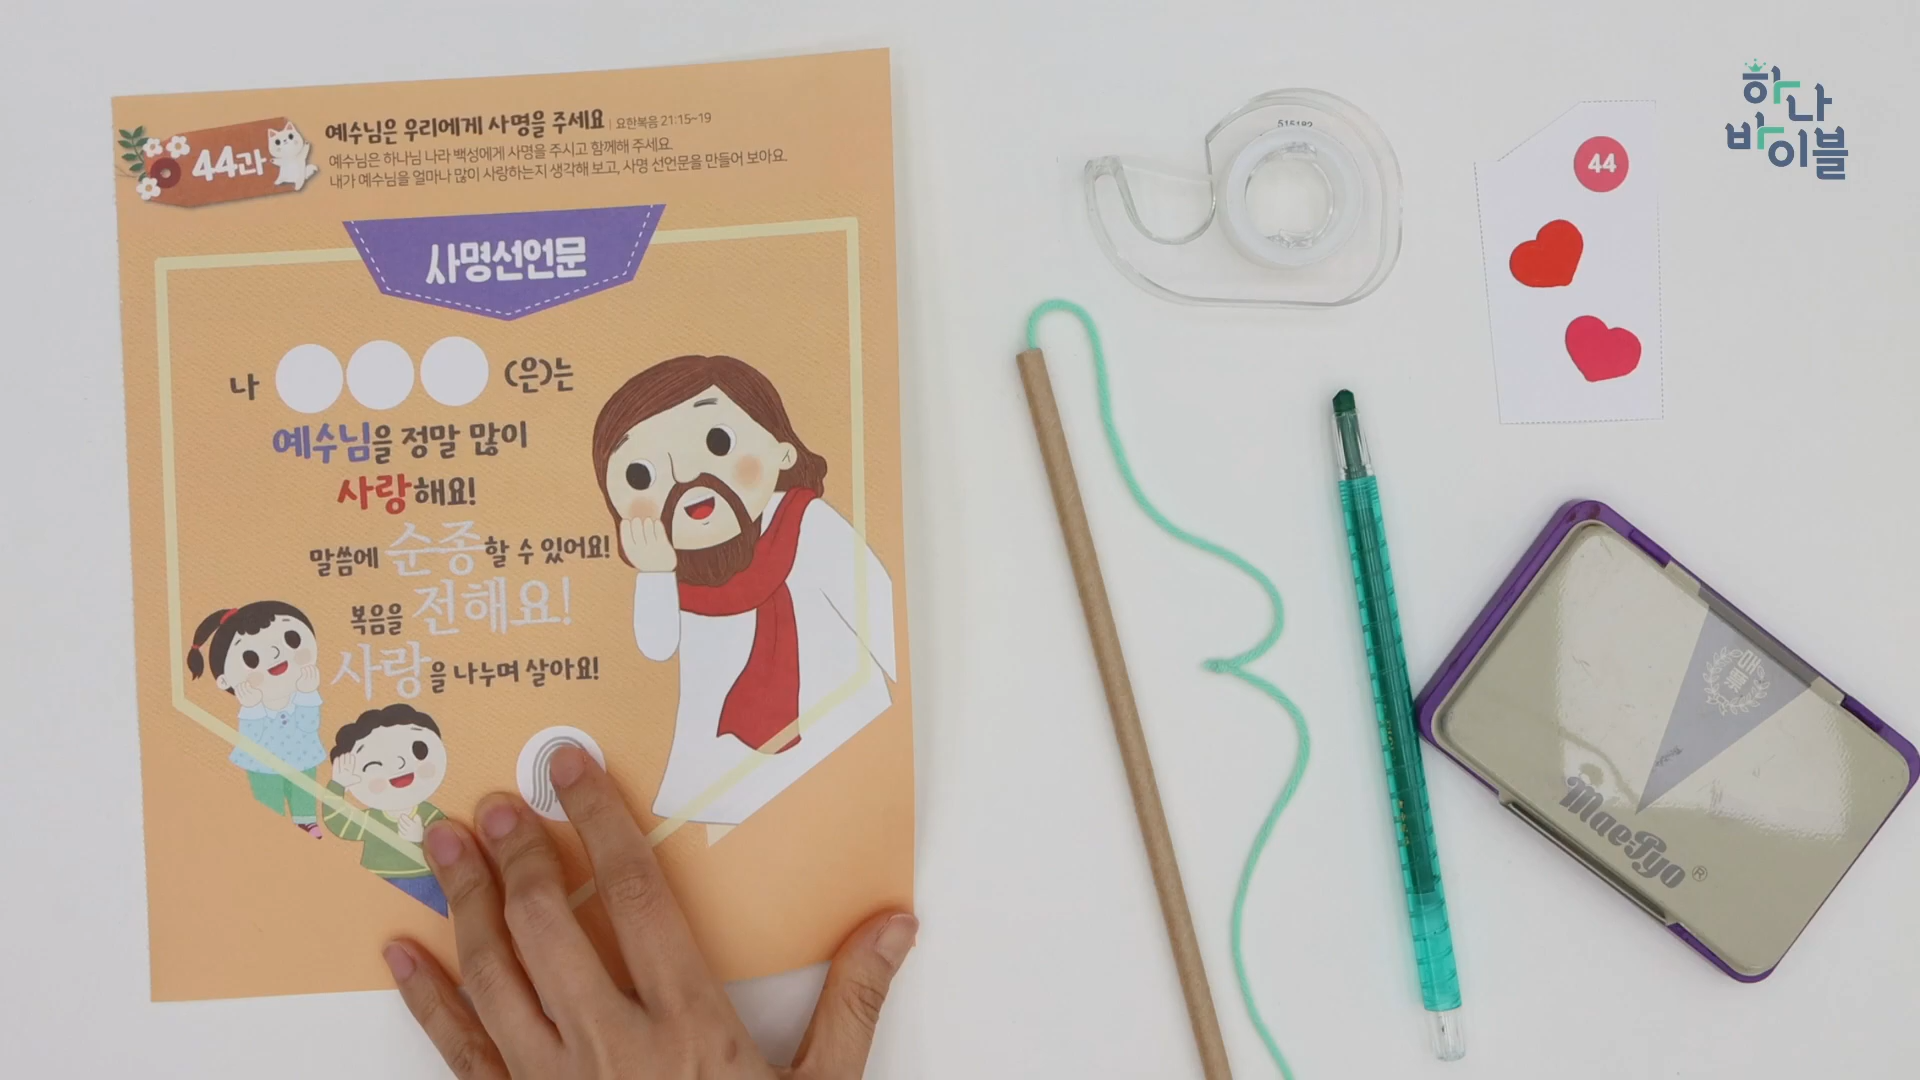 44과
예수님은 우리에게 사명을 주세요 | 요한복음 21:15~19
예수님은 하나님 나라 백성에게 사명을 주시고 함께해 주세요.
내가 예수님을 얼마나 많이 사랑하는지 생각해 보고, 사명 선언문을 만들어 보아요.
사명선언문
나 (은)는
예수님을 정말 많이
사랑해요!
말씀에 순종할 수 있어요!
복음을 전해요!
사랑을 나누며 살아요!
44
하나
바이블
매표
MaePyo®